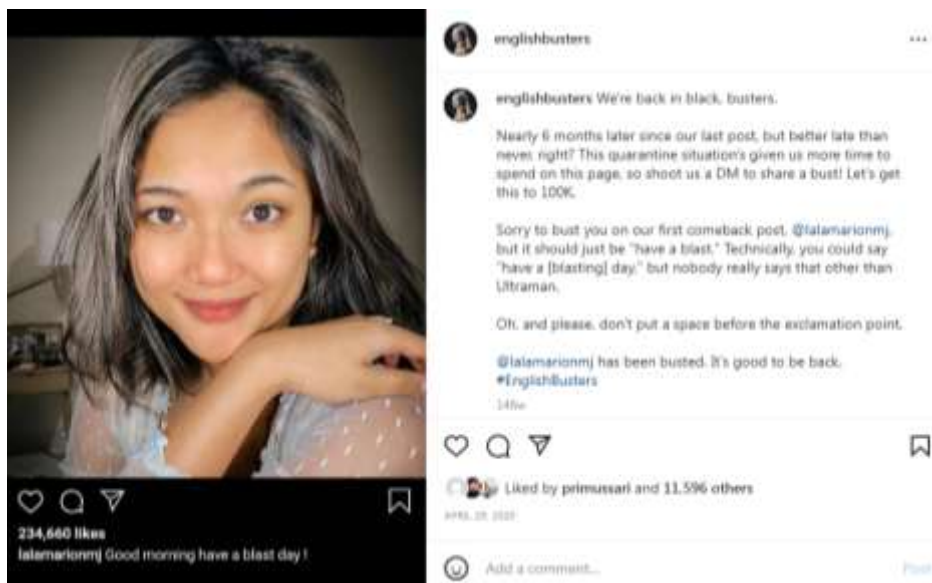 234,660 likes
lalamarionmj Good morning have a blast day !
englishbusters
englishbusters We're back in black, busters.
Nearly 6 months later since our last post, but better late than
never, right? This quarantine situation's given us more time to
spend on this page, so shoot us a DM to share a bust! Let's get
this to 100K.
Sorry to bust you on our first comeback post, @lalamarionmj,
but it should just be "have a blast." Technically, you could say
"have a [blasting] day," but nobody really says that other than
Ultraman.
Oh, and please, don't put a space before the exclamation point.
@lalamarionmj has been busted. It's good to be back.
#EnglishBusters
Liked by primussari and 11,596 others
Add a comment...
Post